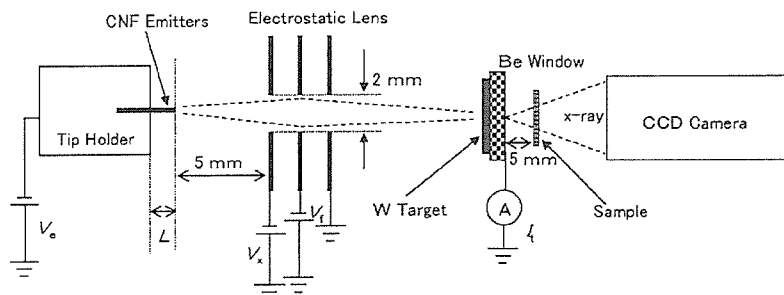 CNF Emitters
Electrostatic Lens
2 mm
Be Window
Tip Holder
x-ray
CCD Camera
5 mm
5 mm
W Target
A
Sample
Ve
L
Vx
Vf